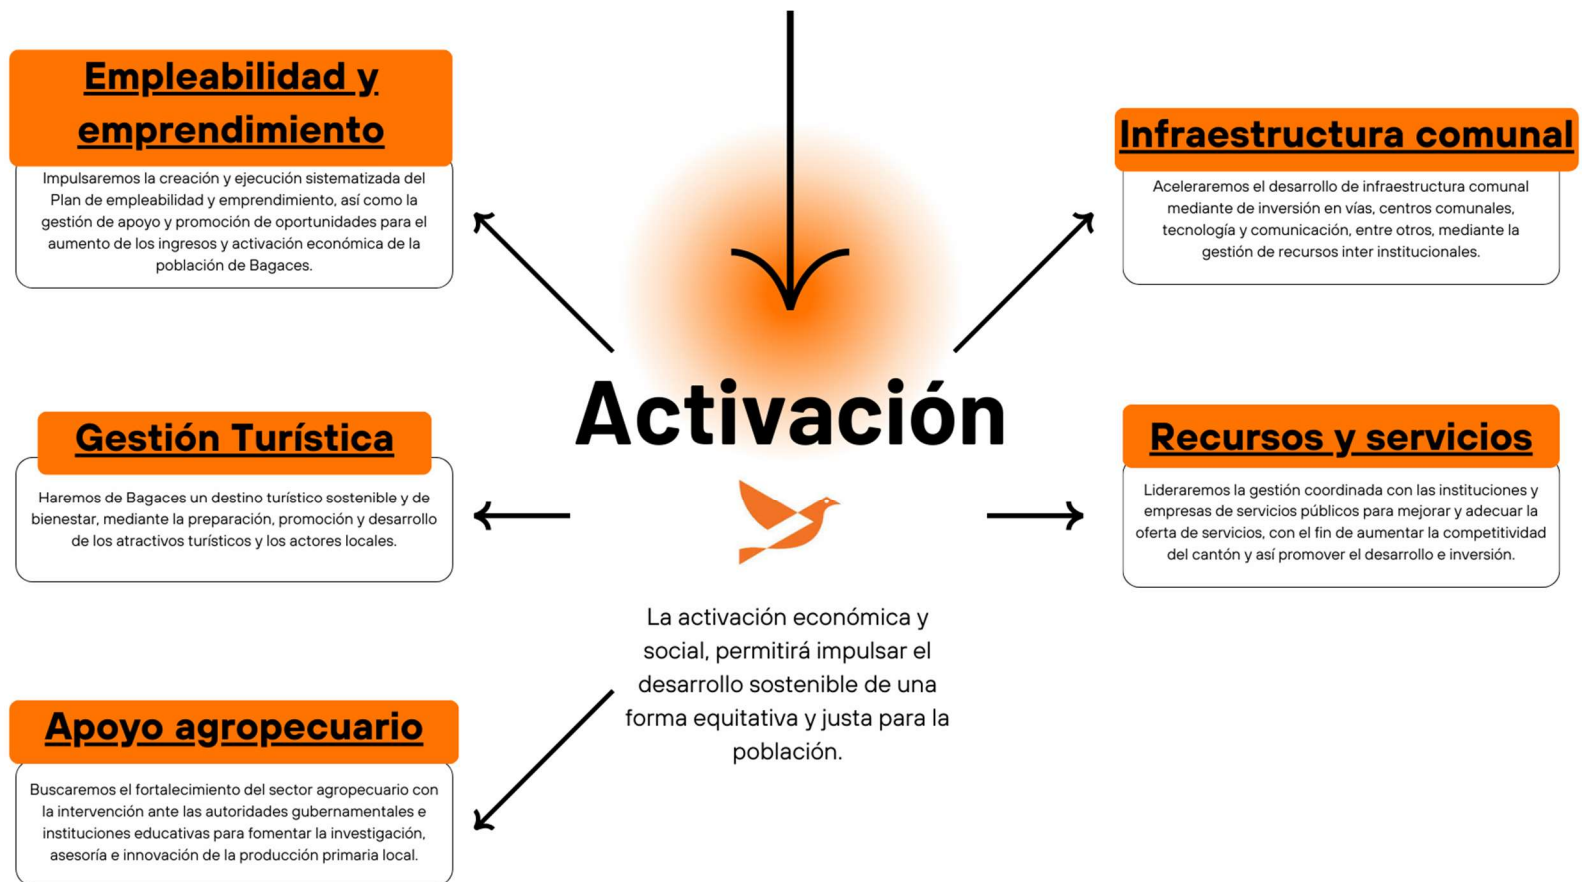 Empleabilidad y
emprendimiento
Impulsaremos la creación y ejecución sistematizada del
Plan de empleabilidad y emprendimiento, así como la
gestión de apoyo y promoción de oportunidades para el
aumento de los ingresos y activación económica de la
población de Bagaces.
Gestión Turística
Haremos de Bagaces un destino turístico sostenible y de
bienestar, mediante la preparación, promoción y desarrollo
de los atractivos turísticos y los actores locales.
Apoyo agropecuario
Buscaremos el fortalecimiento del sector agropecuario con
la intervención ante las autoridades gubernamentales e
instituciones educativas para fomentar la investigación,
asesoría e innovación de la producción primaria local.
Activación
La activación económica y
social, permitirá impulsar el
desarrollo sostenible de una
forma equitativa y justa para la
población.
Infraestructura comunal
Aceleraremos el desarrollo de infraestructura comunal
mediante de inversión en vías, centros comunales,
tecnología y comunicación, entre otros, mediante la
gestión de recursos inter institucionales.
Recursos y servicios
Lideraremos la gestión coordinada con las instituciones y
empresas de servicios públicos para mejorar y adecuar la
oferta de servicios, con el fin de aumentar la competitividad
del cantón y así promover el desarrollo e inversión.